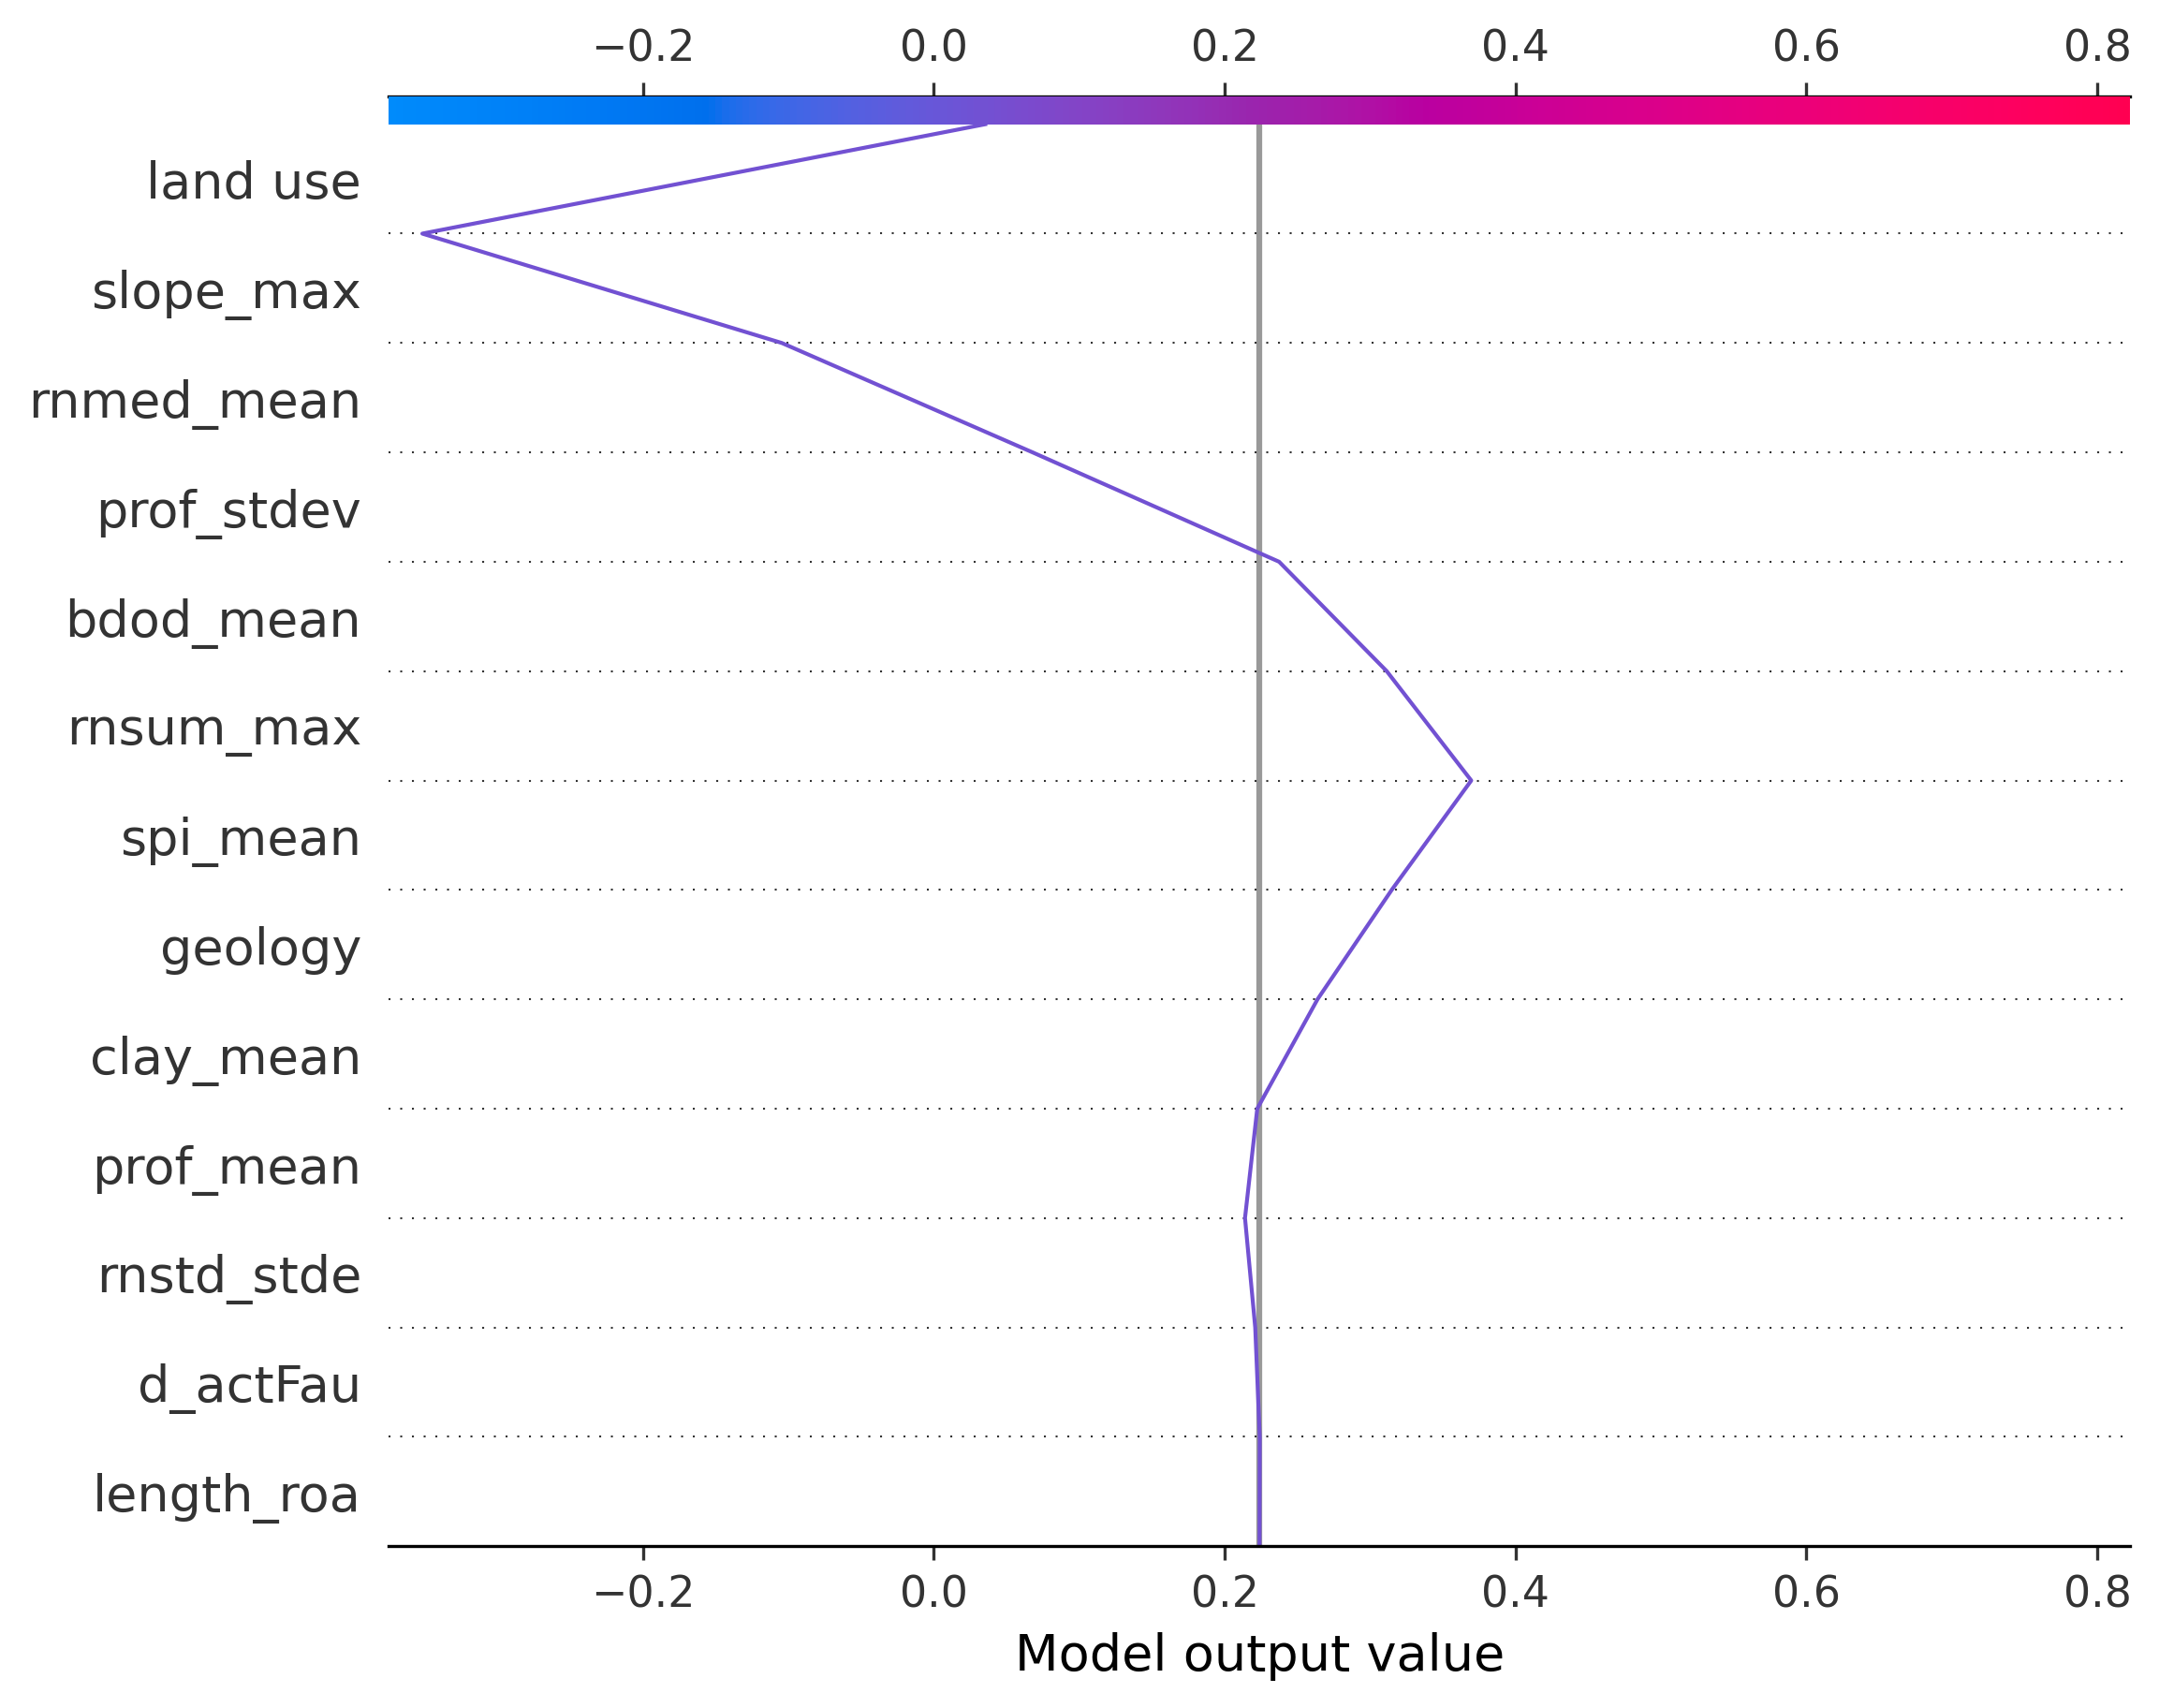 −0.2 0.0 0.2 0.4 0.6 0.8
land use
slope_max
rnmed_mean
prof_stdev
bdod_mean
rnsum_max
spi_mean
geology
clay_mean
prof_mean
rnstd_stde
d_actFau
length_roa
−0.2 0.0 0.2 0.4 0.6 0.8
Model output value